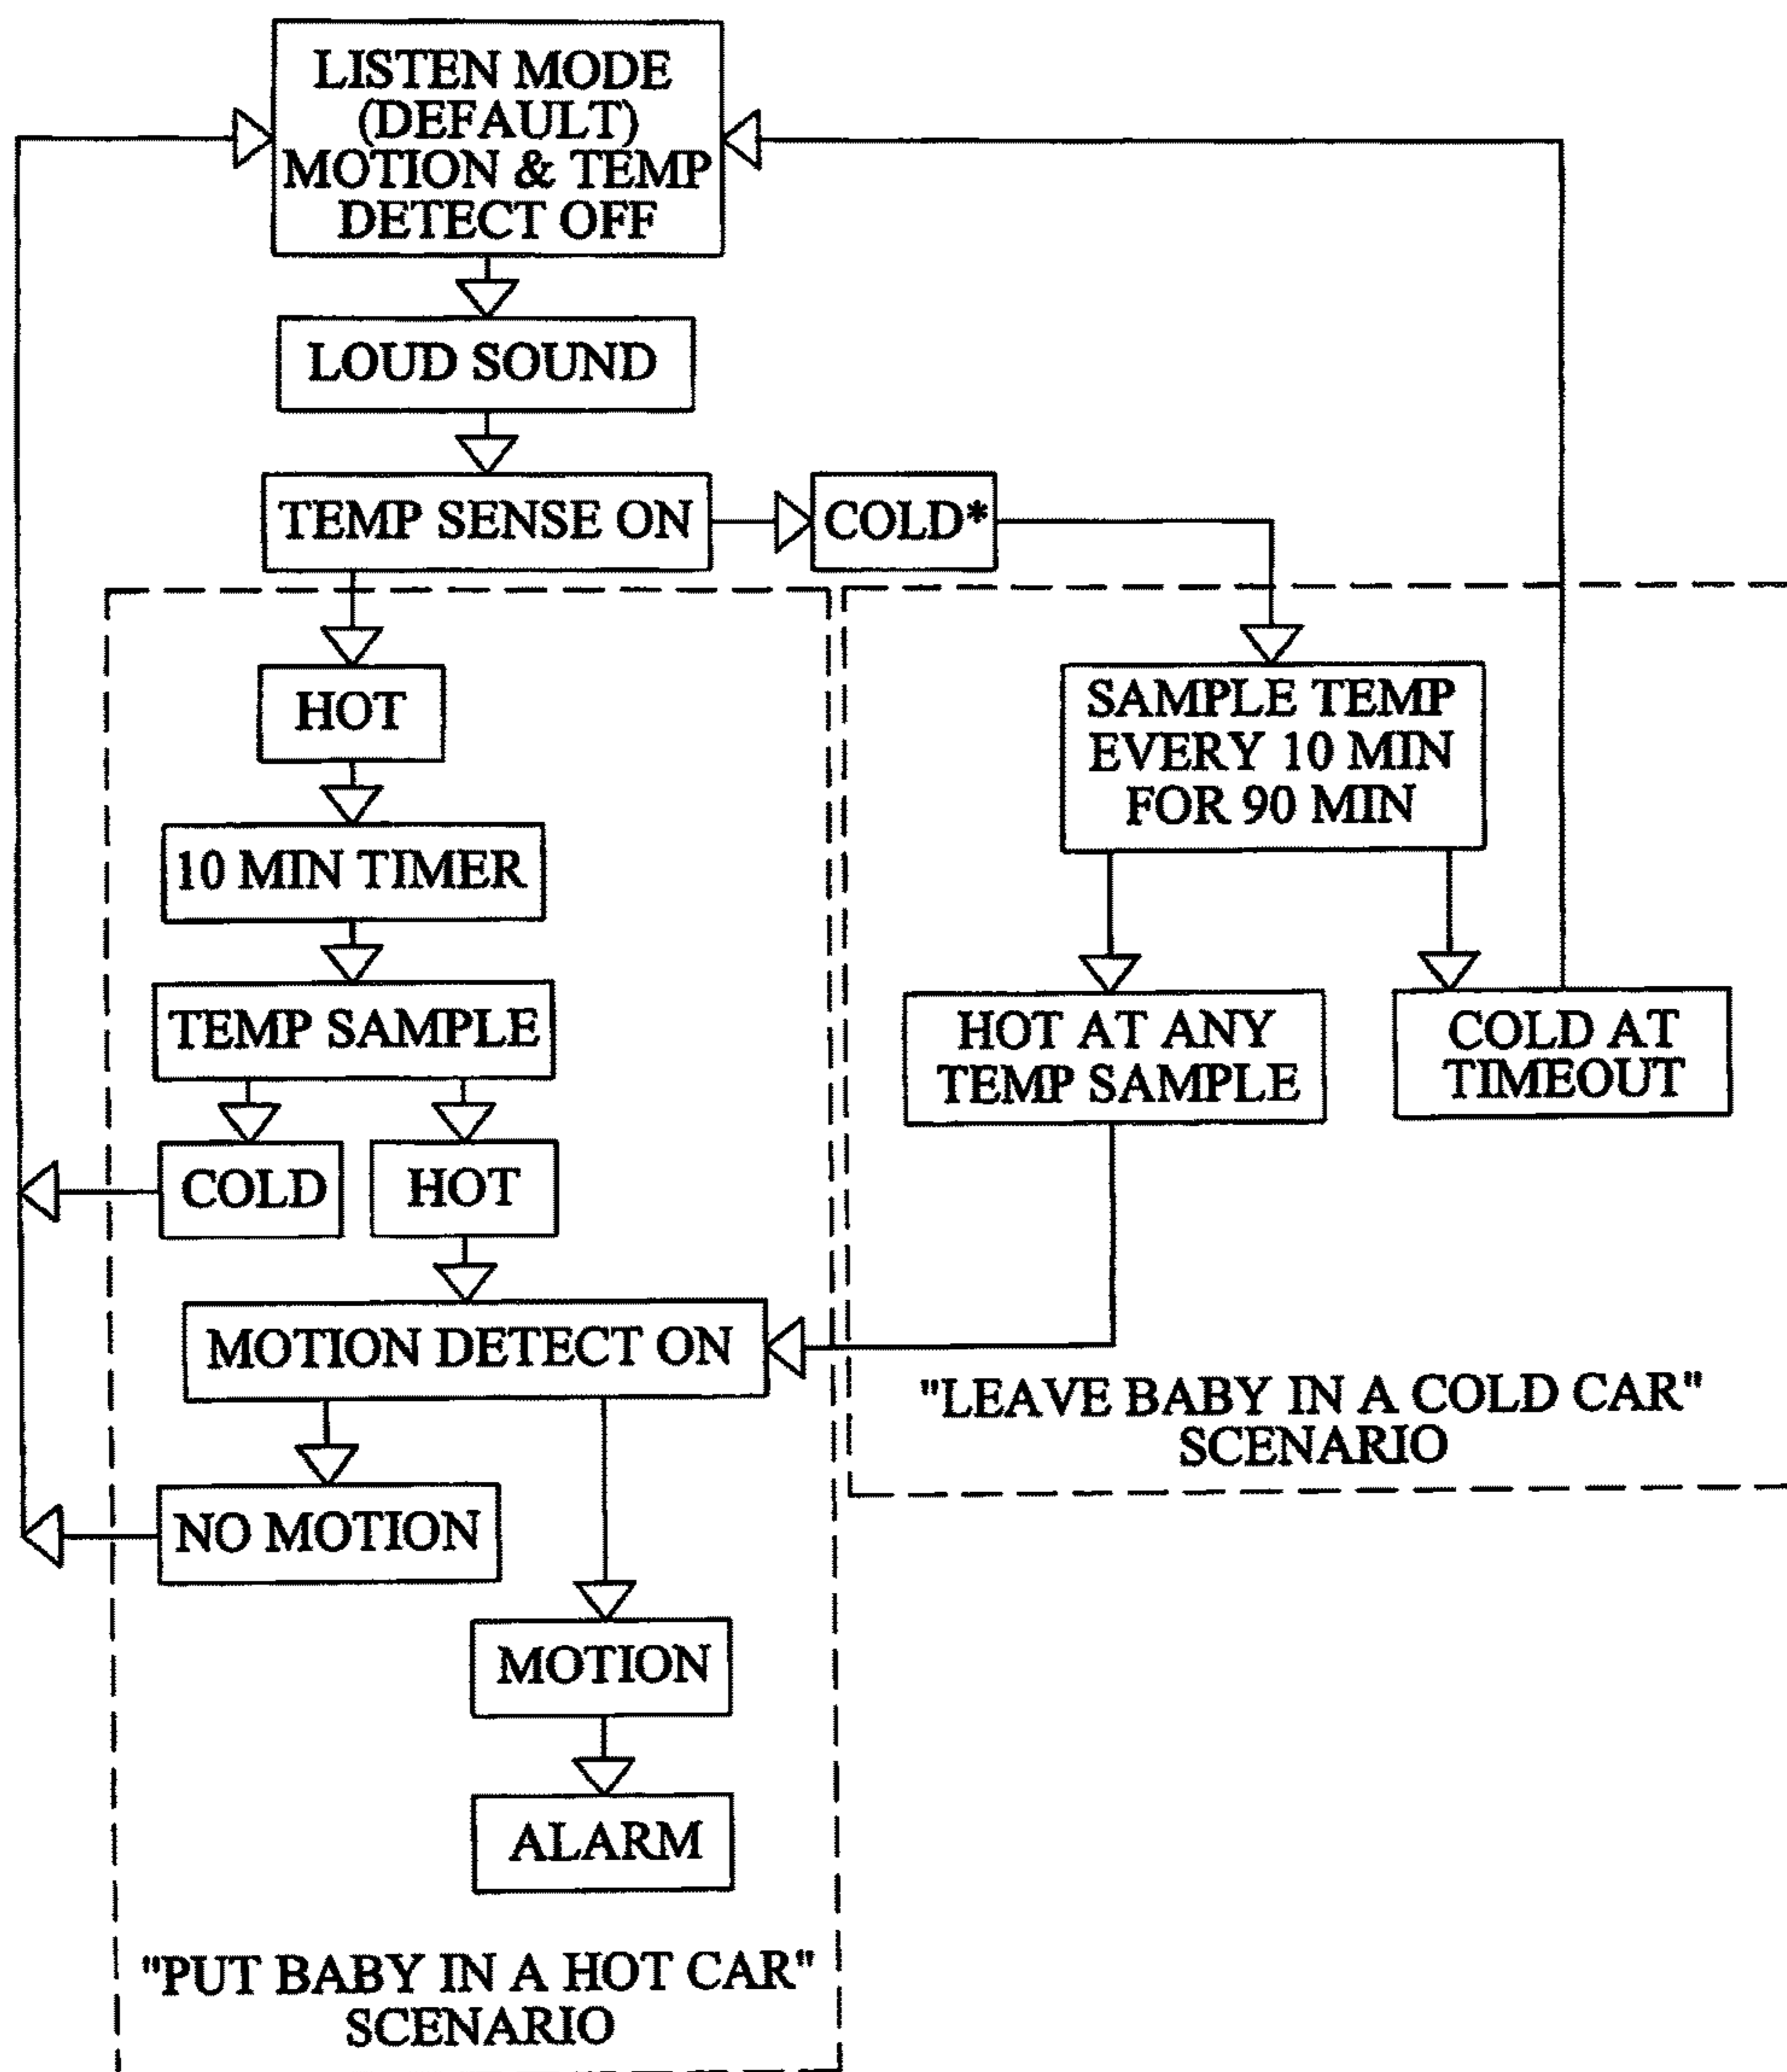 LISTEN MODE
(DEFAULT)
MOTION & TEMP
DETECT OFF
LOUD SOUND
TEMP SENSE ON
COLD*
HOT
10 MIN TIMER
TEMP SAMPLE
COLD
HOT
MOTION DETECT ON
NO MOTION
MOTION
ALARM
"PUT BABY IN A HOT CAR"
SCENARIO
SAMPLE TEMP
EVERY 10 MIN
FOR 90 MIN
HOT AT ANY
TEMP SAMPLE
COLD AT
TIMEOUT
"LEAVE BABY IN A COLD CAR"
SCENARIO